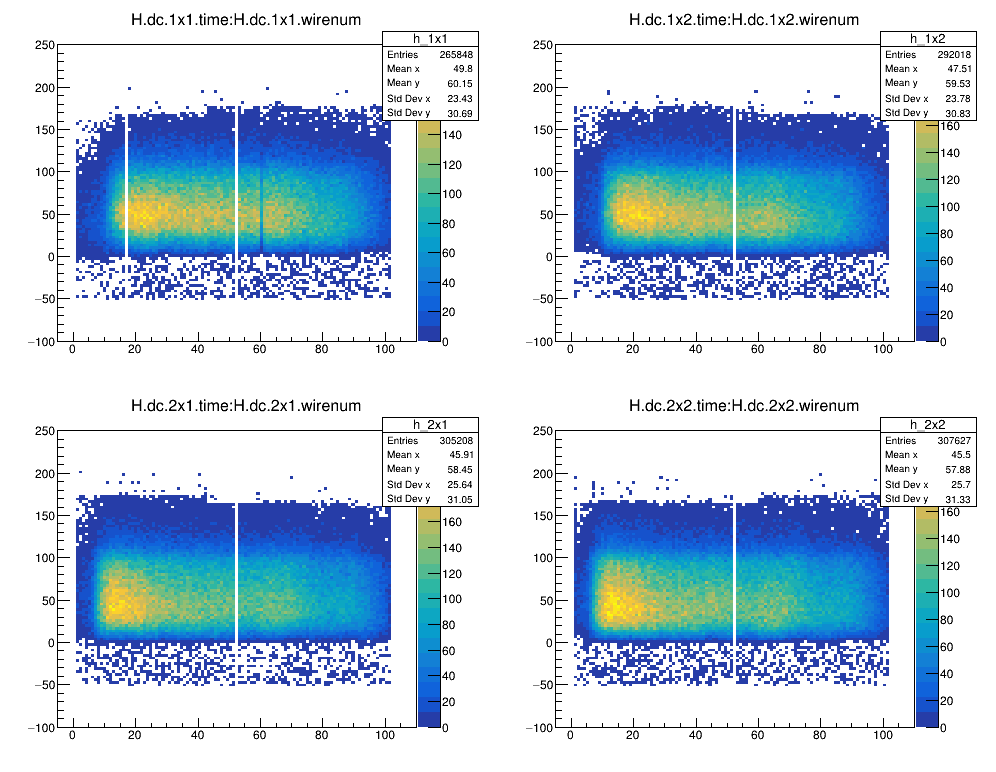 H.dc.1x1.time:H.dc.1x1.wirenum
h_1x1
Entries 265848
Mean x 49.8
Mean y 60.15
Std Dev x 23.43
Std Dev y 30.69
250
200
150
100
50
0
−50
−100
0 20 40 60 80 100
140
120
100
80
60
40
20
0
H.dc.1x2.time:H.dc.1x2.wirenum
h_1x2
Entries 292018
Mean x 47.51
Mean y 59.53
Std Dev x 23.78
Std Dev y 30.83
250
200
150
100
50
0
−50
−100
0 20 40 60 80 100
160
140
120
100
80
60
40
20
0
H.dc.2x1.time:H.dc.2x1.wirenum
h_2x1
Entries 305208
Mean x 45.91
Mean y 58.45
Std Dev x 25.64
Std Dev y 31.05
250
200
150
100
50
0
−50
−100
0 20 40 60 80 100
160
140
120
100
80
60
40
20
0
H.dc.2x2.time:H.dc.2x2.wirenum
h_2x2
Entries 307627
Mean x 45.5
Mean y 57.88
Std Dev x 25.7
Std Dev y 31.33
250
200
150
100
50
0
−50
−100
0 20 40 60 80 100
160
140
120
100
80
60
40
20
0